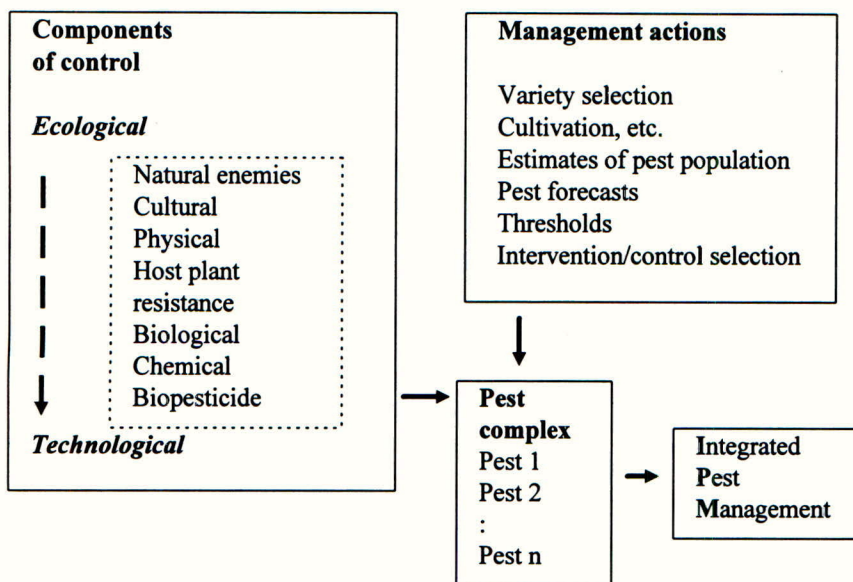 Components
of control
Ecological
Natural enemies
Cultural
Physical
Host plant
resistance
Biological
Chemical
Biopesticide
Technological
Management actions
Variety selection
Cultivation, etc.
Estimates of pest population
Pest forecasts
Thresholds
Intervention/control selection
Pest
complex
Pest 1
Pest 2
:
Pest n
Integrated
Pest
Management